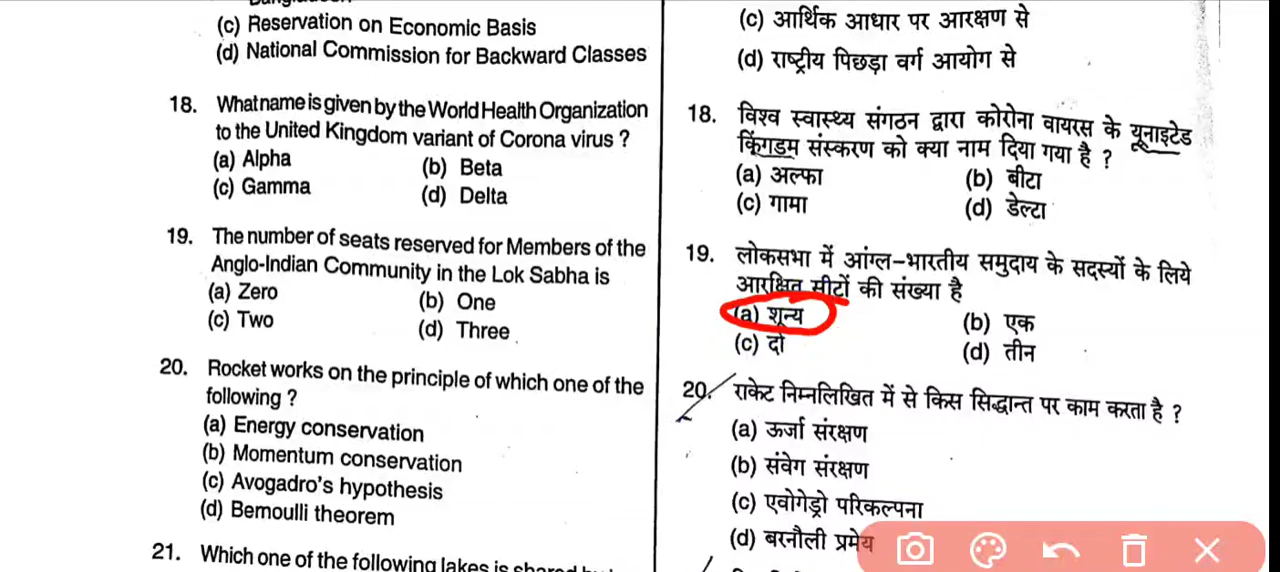 (c) Reservation on Economic Basis
(d) National Commission for Backward Classes
18. What name is given by the World Health Organization
to the United Kingdom variant of Corona virus ?
(a) Alpha (b) Beta
(c) Gamma (d) Delta
19. The number of seats reserved for Members of the
Anglo-Indian Community in the Lok Sabha is
(a) Zero (b) One
(c) Two (d) Three
20. Rocket works on the principle of which one of the
following ?
(a) Energy conservation
(b) Momentum conservation
(c) Avogadro's hypothesis
(d) Bernoulli theorem
21. Which one of the following lakes is shared
(c) आर्थिक आधार पर आरक्षण से
(d) राष्ट्रीय पिछड़ा वर्ग आयोग से
18. विश्व स्वास्थ्य संगठन द्वारा कोरोना वायरस के यूनाइटेड
किंगडम संस्करण को क्या नाम दिया गया है ?
(a) अल्फा (b) बीटा
(c) गामा (d) डेल्टा
19. लोकसभा में आंग्ल-भारतीय समुदाय के सदस्यों के लिये
आरक्षित सीटों की संख्या है
(a) शून्य (b) एक
(c) दो (d) तीन
20. राकेट निम्नलिखित में से किस सिद्धान्त पर काम करता है ?
(a) ऊर्जा संरक्षण
(b) संवेग संरक्षण
(c) एवोगेड्रो परिकल्पना
(d) बरनौली प्रमेय